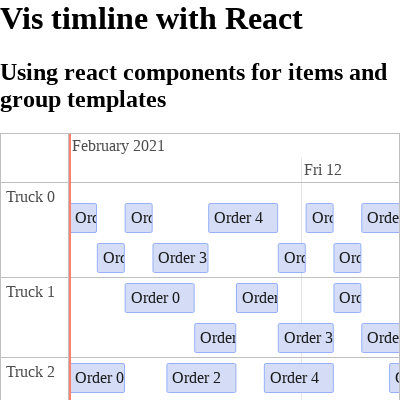 Vis timline with React
Using react components for items and
group templates
February 2021
Fri 12
Truck 0
Ord Ord Order 4 Ord Orde
Ord Order 3 Ord Ord
Truck 1
Order 0 Order Ord
Order Order 3 Orde
Truck 2
Order 0 Order 2 Order 4